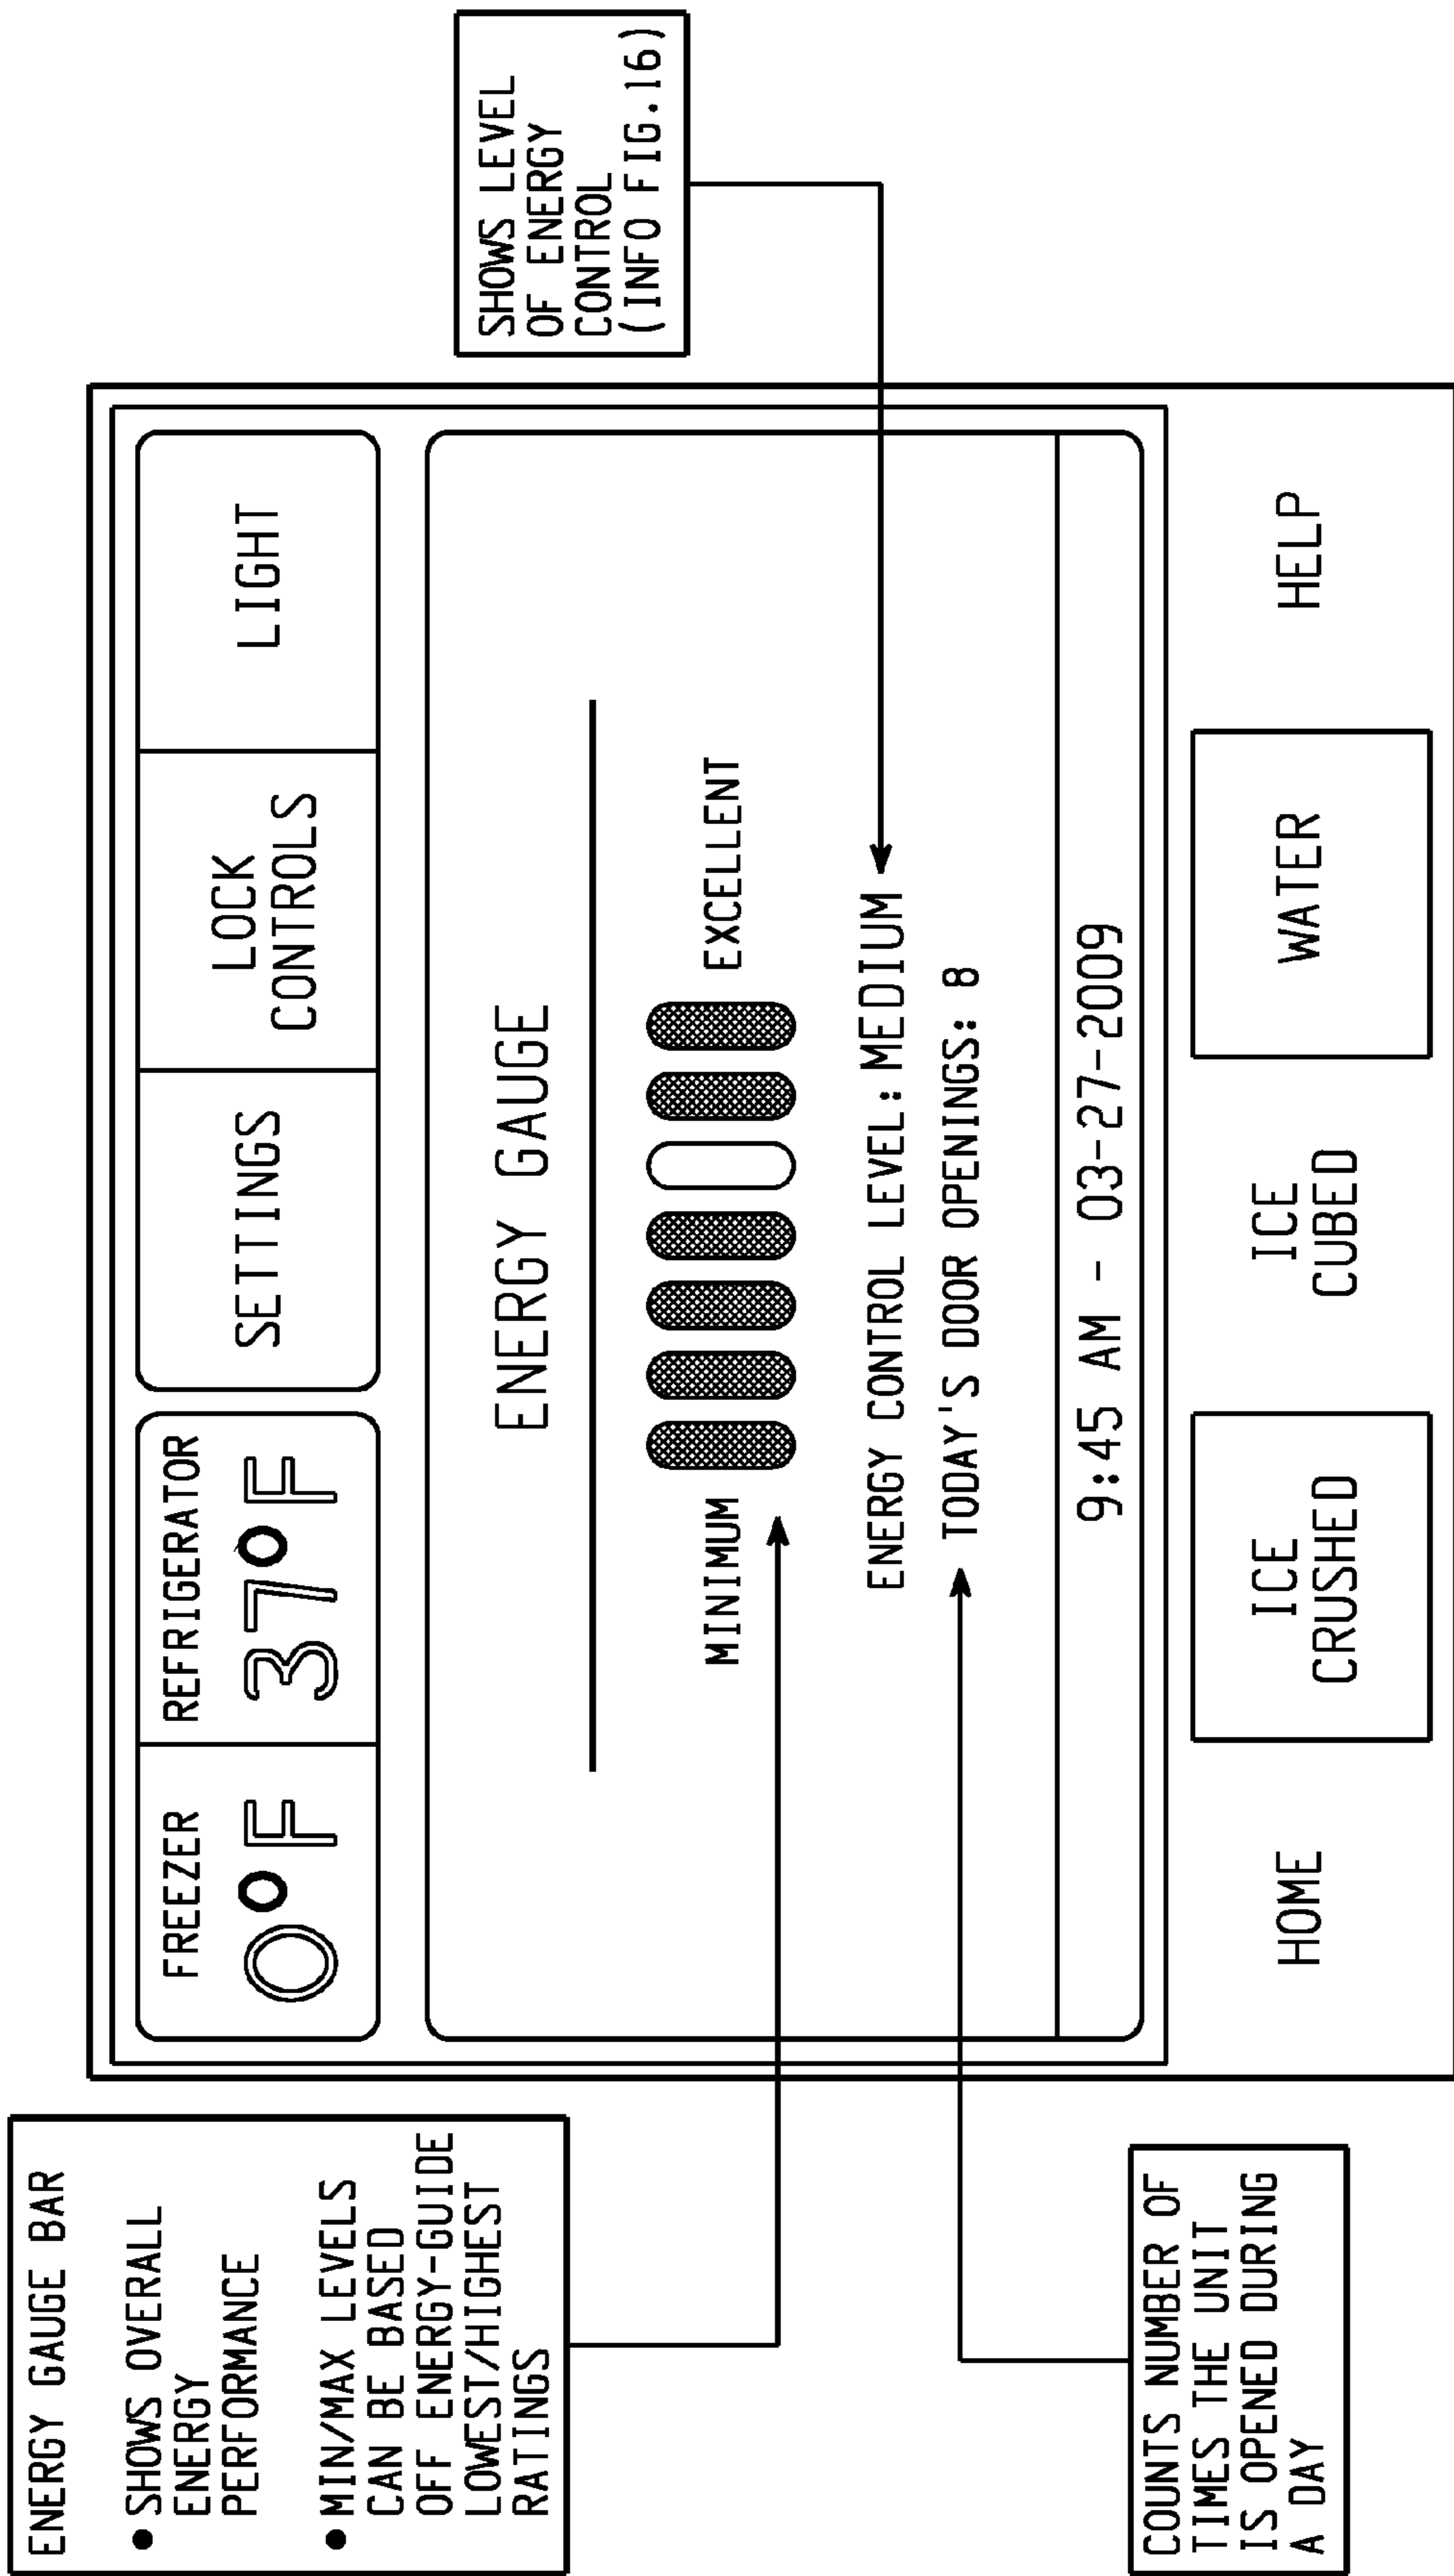 ENERGY GAUGE BAR
● SHOWS OVERALL
ENERGY
PERFORMANCE
● MIN/MAX LEVELS
CAN BE BASED
OFF ENERGY-GUIDE
LOWEST/HIGHEST
RATINGS
COUNTS NUMBER OF
TIMES THE UNIT
IS OPENED DURING
A DAY
FREEZER
0°F
REFRIGERATOR
37°F
SETTINGS
LOCK
CONTROLS
LIGHT
ENERGY GAUGE
MINIMUM
EXCELLENT
ENERGY CONTROL LEVEL: MEDIUM
TODAY'S DOOR OPENINGS: 8
9:45 AM - 03-27-2009
HOME
ICE
CRUSHED
ICE
CUBED
WATER
HELP
SHOWS LEVEL
OF ENERGY
CONTROL
(INFO FIG.16)